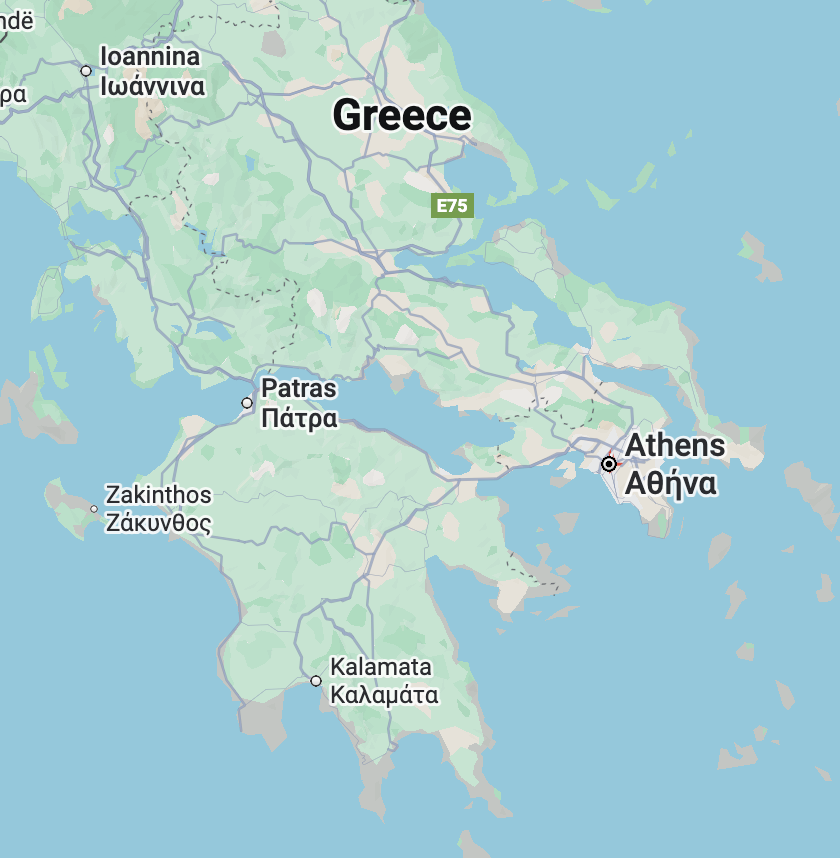 ndë
Ioannina
Ιωάννινα
ρα
Greece
E75
Patras
Πάτρα
Athens
Αθήνα
Zakinthos
Ζάκυνθος
Kalamata
Καλαμάτα